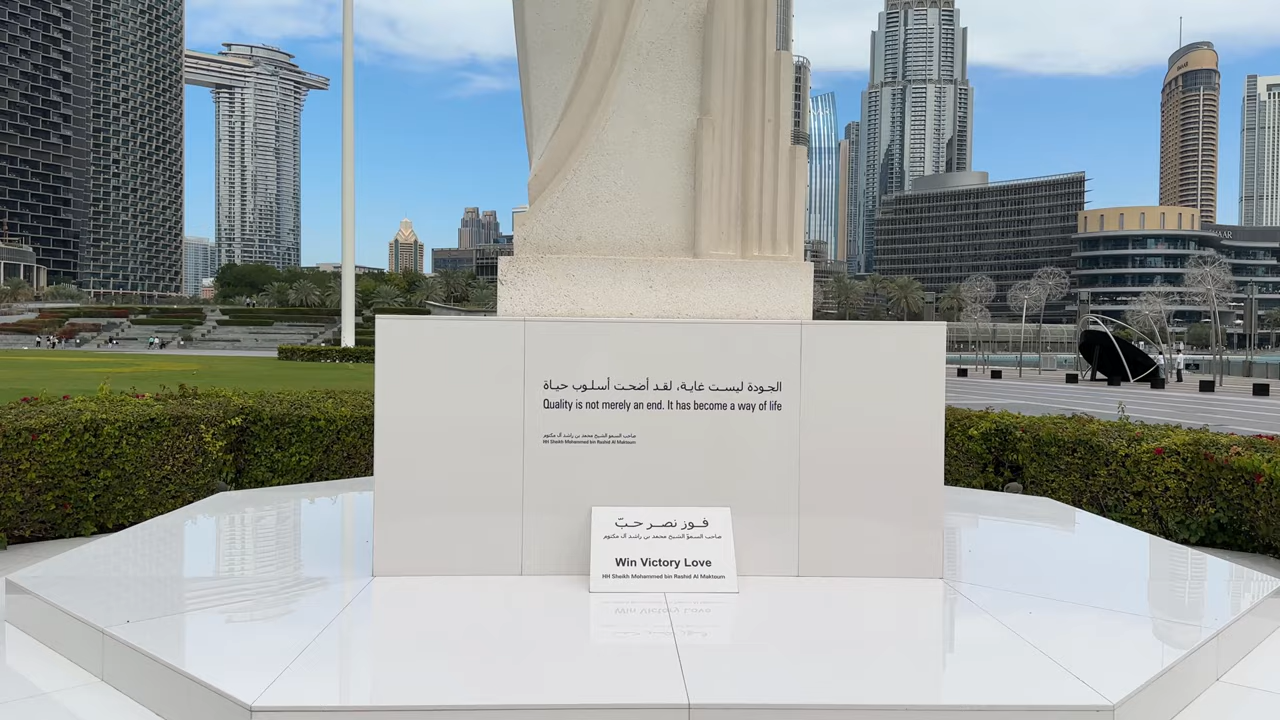 الجودة ليست غاية، لقد أضحت أسلوب حياة
Quality is not merely an end. It has become a way of life
صاحب السمو الشيخ محمد بن راشد آل مكتوم
HH Sheikh Mohammed bin Rashid Al Maktoum
فوز نصر حبّ
صاحب السموّ الشيخ محمد بن راشد آل مكتوم
Win Victory Love
HH Sheikh Mohammed bin Rashid Al Maktoum